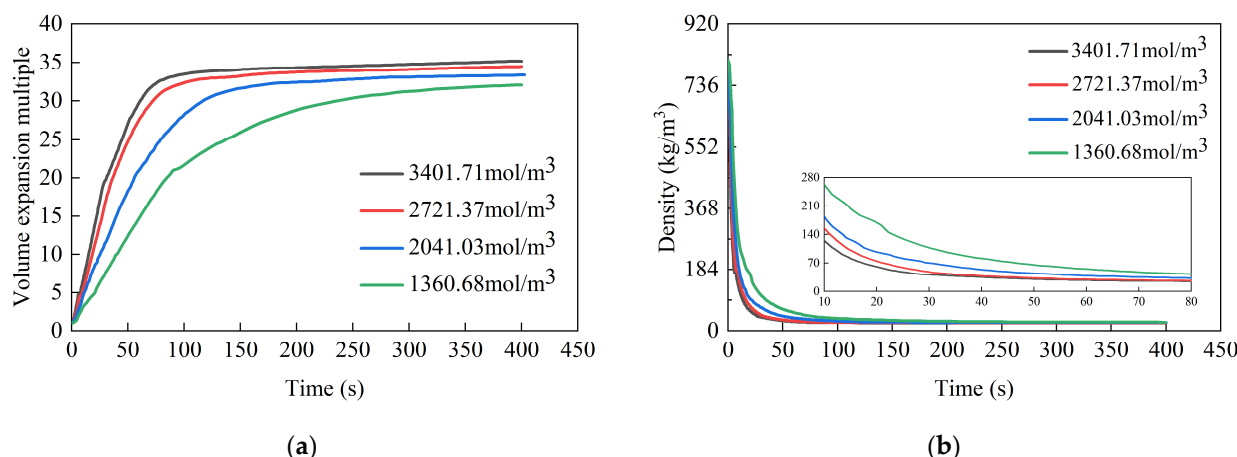 40
35
30
25
20
15
10
5
0
Volume expansion multiple
3401.71mol/m³
2721.37mol/m³
2041.03mol/m³
1360.68mol/m³
0 50 100 150 200 250 300 350 400 450
Time (s)
(a)
920
736
552
368
184
0
Density (kg/m³)
3401.71mol/m³
2721.37mol/m³
2041.03mol/m³
1360.68mol/m³
280
210
140
70
0
10 20 30 40 50 60 70 80
0 50 100 150 200 250 300 350 400 450
Time (s)
(b)